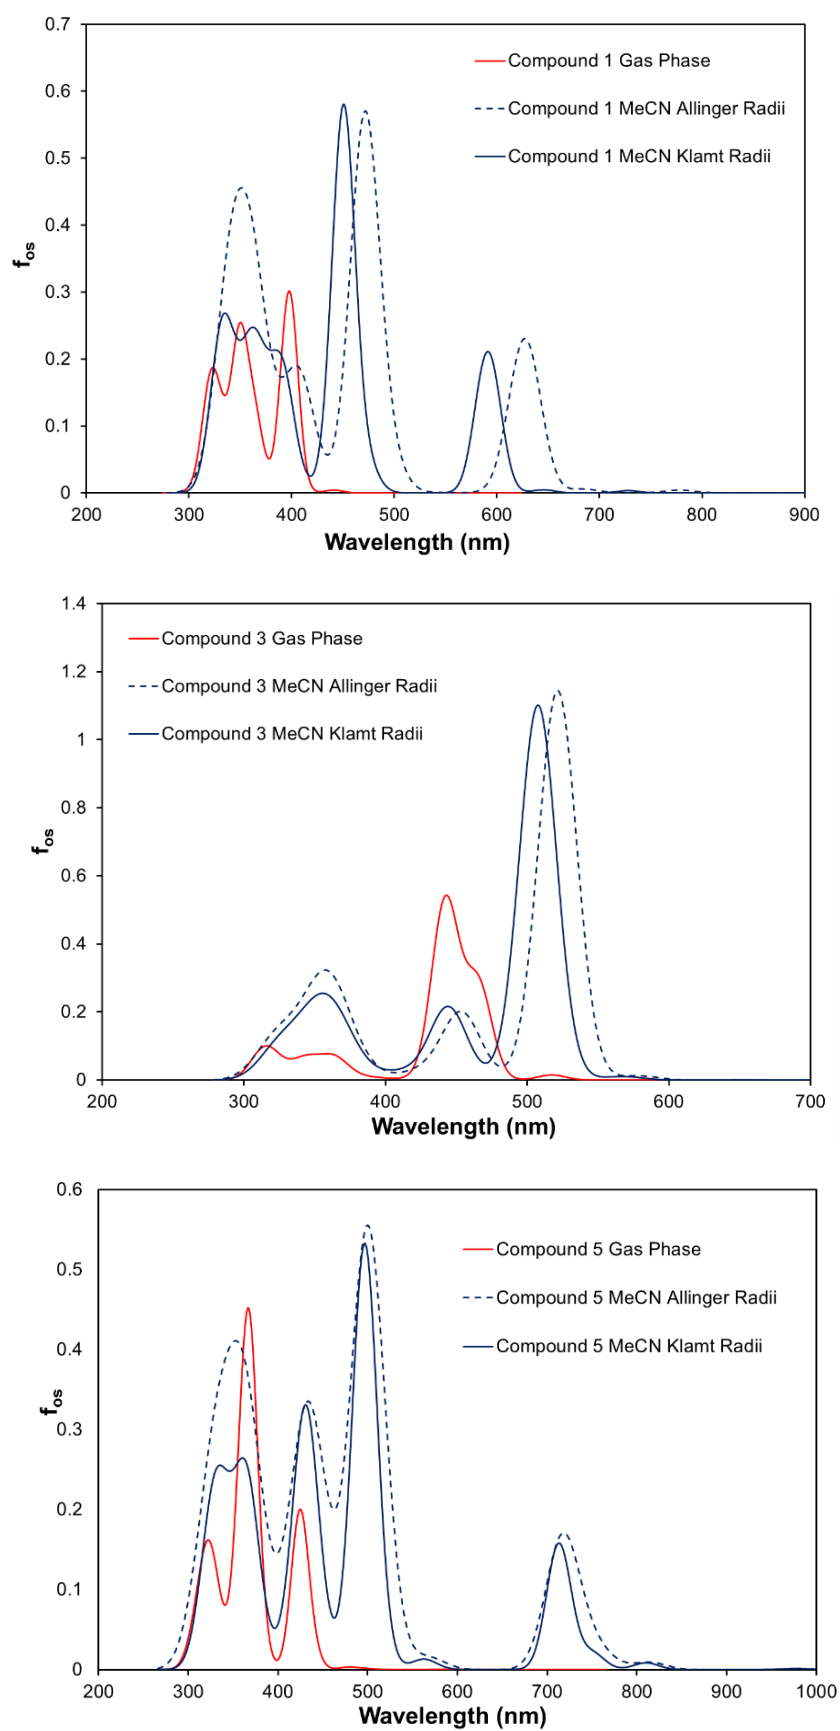 0.7
0.6
0.5
0.4
0.3
0.2
0.1
0
fos
Compound 1 Gas Phase
Compound 1 MeCN Allinger Radii
Compound 1 MeCN Klamt Radii
200 300 400 500 600 700 800 900
Wavelength (nm)
1.4
1.2
1
0.8
0.6
0.4
0.2
0
fos
Compound 3 Gas Phase
Compound 3 MeCN Allinger Radii
Compound 3 MeCN Klamt Radii
200 300 400 500 600 700
Wavelength (nm)
0.6
0.5
0.4
0.3
0.2
0.1
0
fos
Compound 5 Gas Phase
Compound 5 MeCN Allinger Radii
Compound 5 MeCN Klamt Radii
200 300 400 500 600 700 800 900 1000
Wavelength (nm)